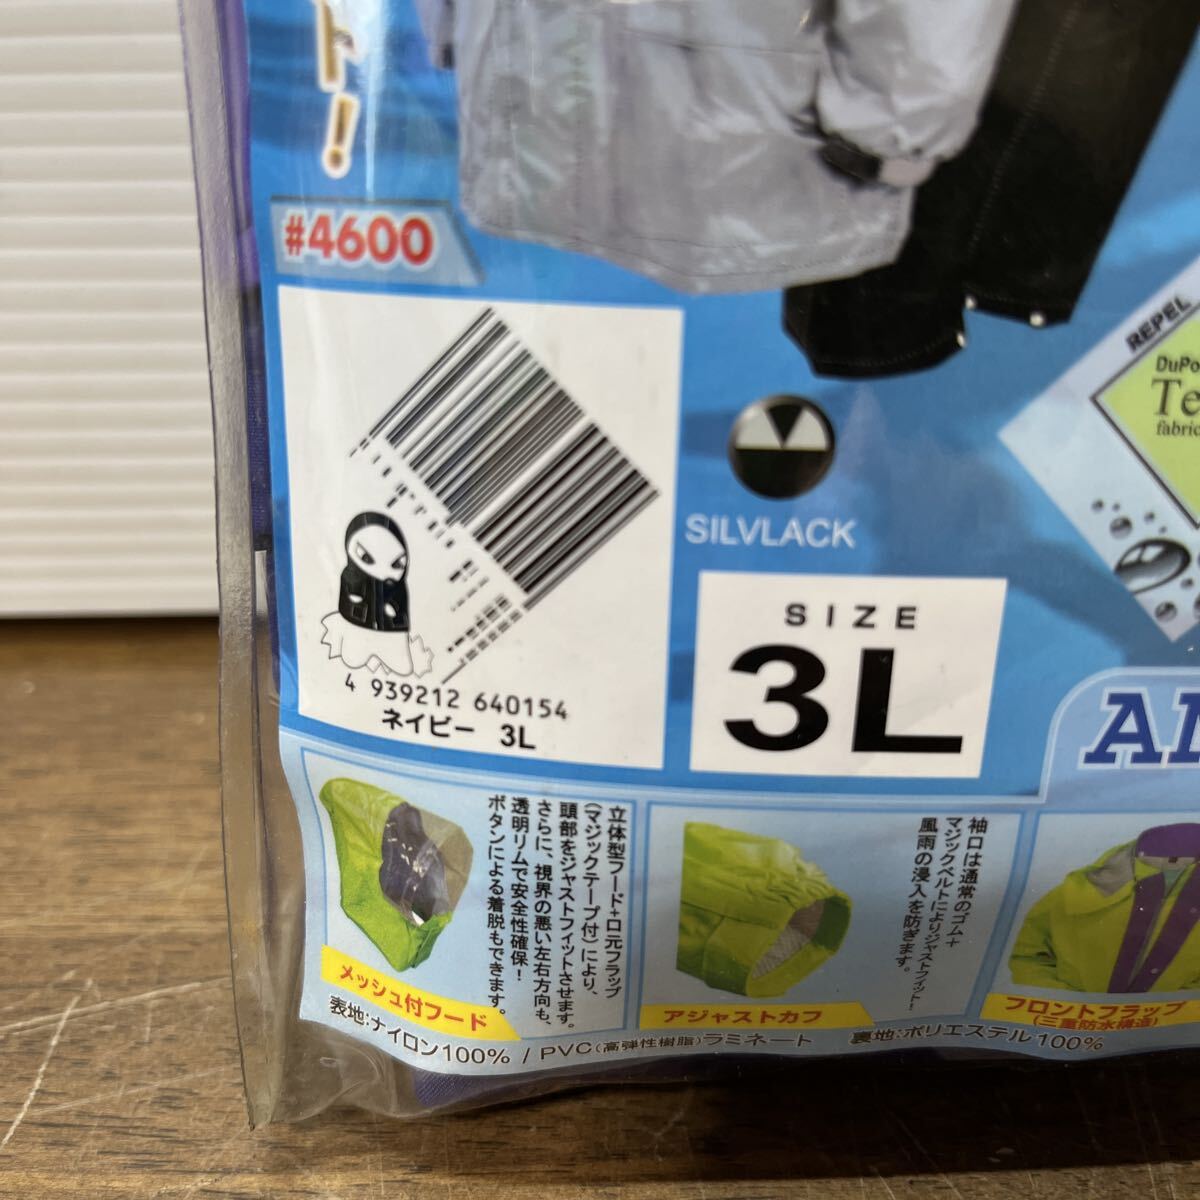 ト!
#4600
REPEL
DuPo
Te
fabric
SILVLACK
SIZE
3L
4 939212 640154
ネイビー 3L
立体型フード+口元フラップ
(マジックテープ付)により、
頭部をジャストフィットさせます。
さらに、視界の悪い左右方向も、
透明リムで安全性確保!
ボタンによる着脱もできます。
メッシュ付フード
袖口は通常のゴム+
マジックベルトによりジャストフィット!
風雨の浸入を防ぎます。
アジャストカフ
フロントフラップ
(三重防水構造)
表地:ナイロン100% / PVC(高弾性樹脂)ラミネート 裏地:ポリエステル100%